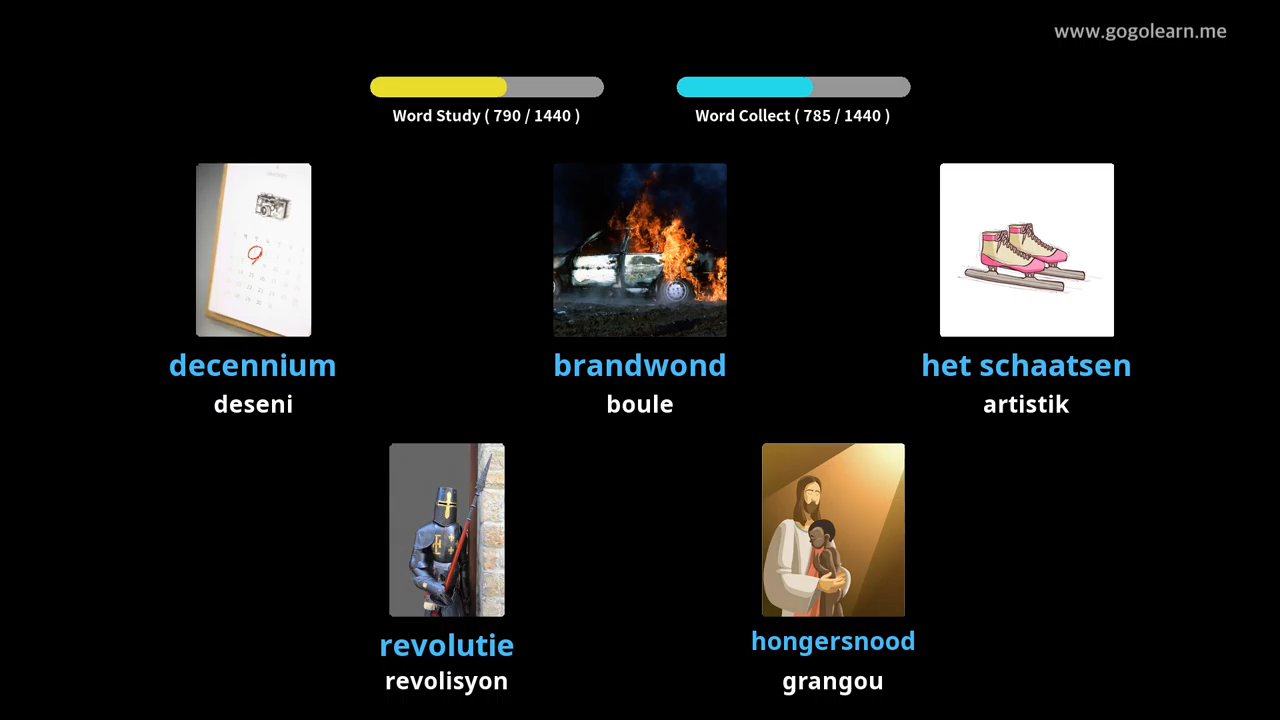 www.gogolearn.me
Word Study ( 790 / 1440 )
Word Collect ( 785 / 1440 )
decennium
deseni
brandwond
boule
het schaatsen
artistik
revolutie
revolisyon
hongersnood
grangou